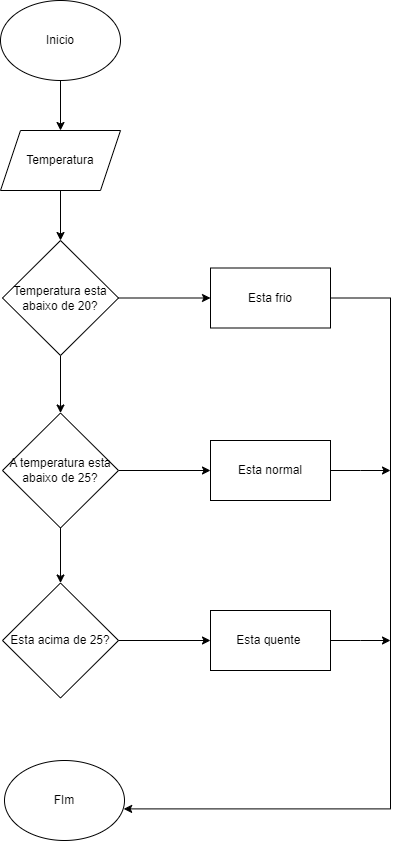 Inicio
Temperatura
Temperatura esta
abaixo de 20?
Esta frio
A temperatura esta
abaixo de 25?
Esta normal
Esta acima de 25?
Esta quente
FIm